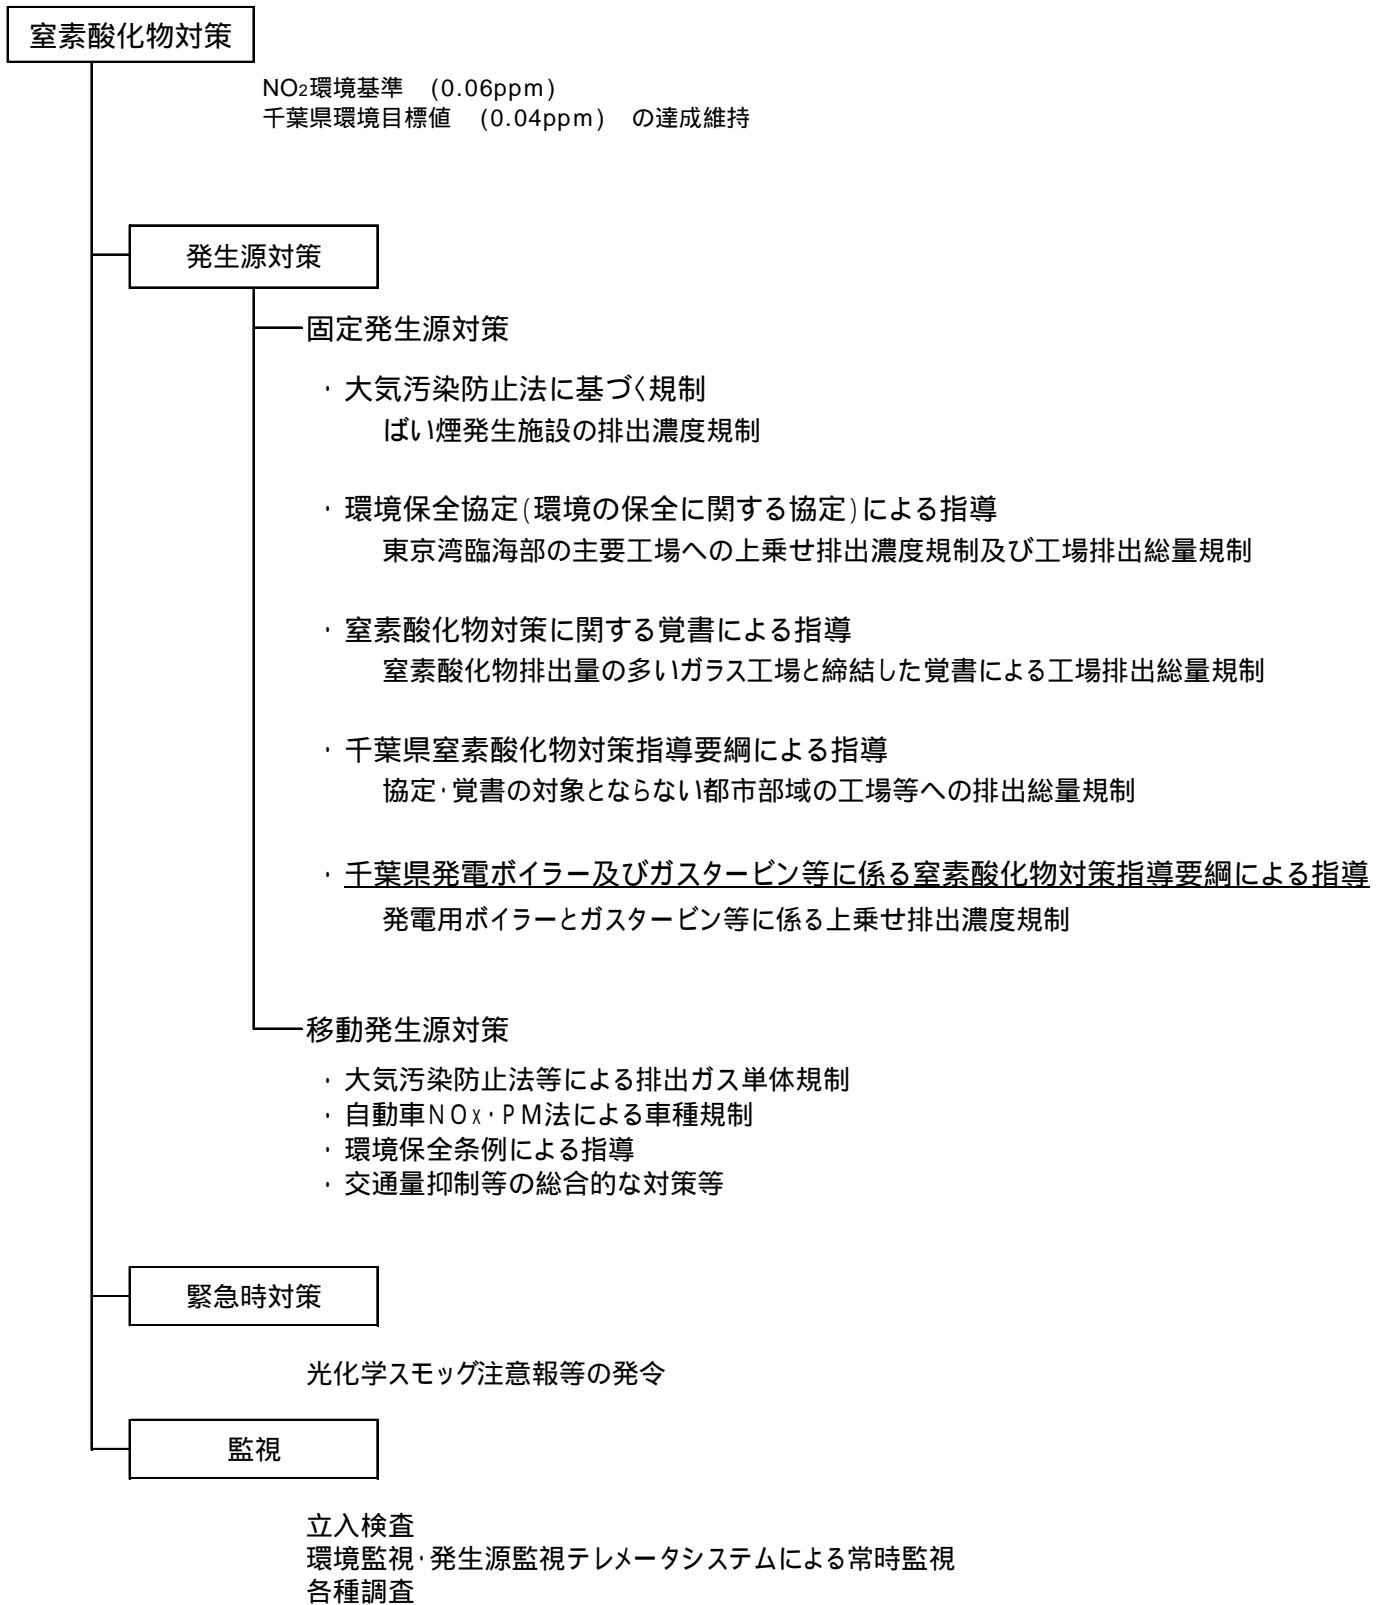 窒素酸化物対策
NO2環境基準 (0.06ppm)
千葉県環境目標値 (0.04ppm) の達成維持
発生源対策
固定発生源対策
・大気汚染防止法に基づく規制
ばい煙発生施設の排出濃度規制
・環境保全協定(環境の保全に関する協定)による指導
東京湾臨海部の主要工場への上乗せ排出濃度規制及び工場排出総量規制
・窒素酸化物対策に関する覚書による指導
窒素酸化物排出量の多いガラス工場と締結した覚書による工場排出総量規制
・千葉県窒素酸化物対策指導要綱による指導
協定・覚書の対象とならない都市部域の工場等への排出総量規制
・千葉県発電ボイラー及びガスタービン等に係る窒素酸化物対策指導要綱による指導
発電用ボイラーとガスタービン等に係る上乗せ排出濃度規制
移動発生源対策
・大気汚染防止法等による排出ガス単体規制
・自動車NOx・PM法による車種規制
・環境保全条例による指導
・交通量抑制等の総合的な対策等
緊急時対策
光化学スモッグ注意報等の発令
監視
立入検査
環境監視・発生源監視テレメータシステムによる常時監視
各種調査